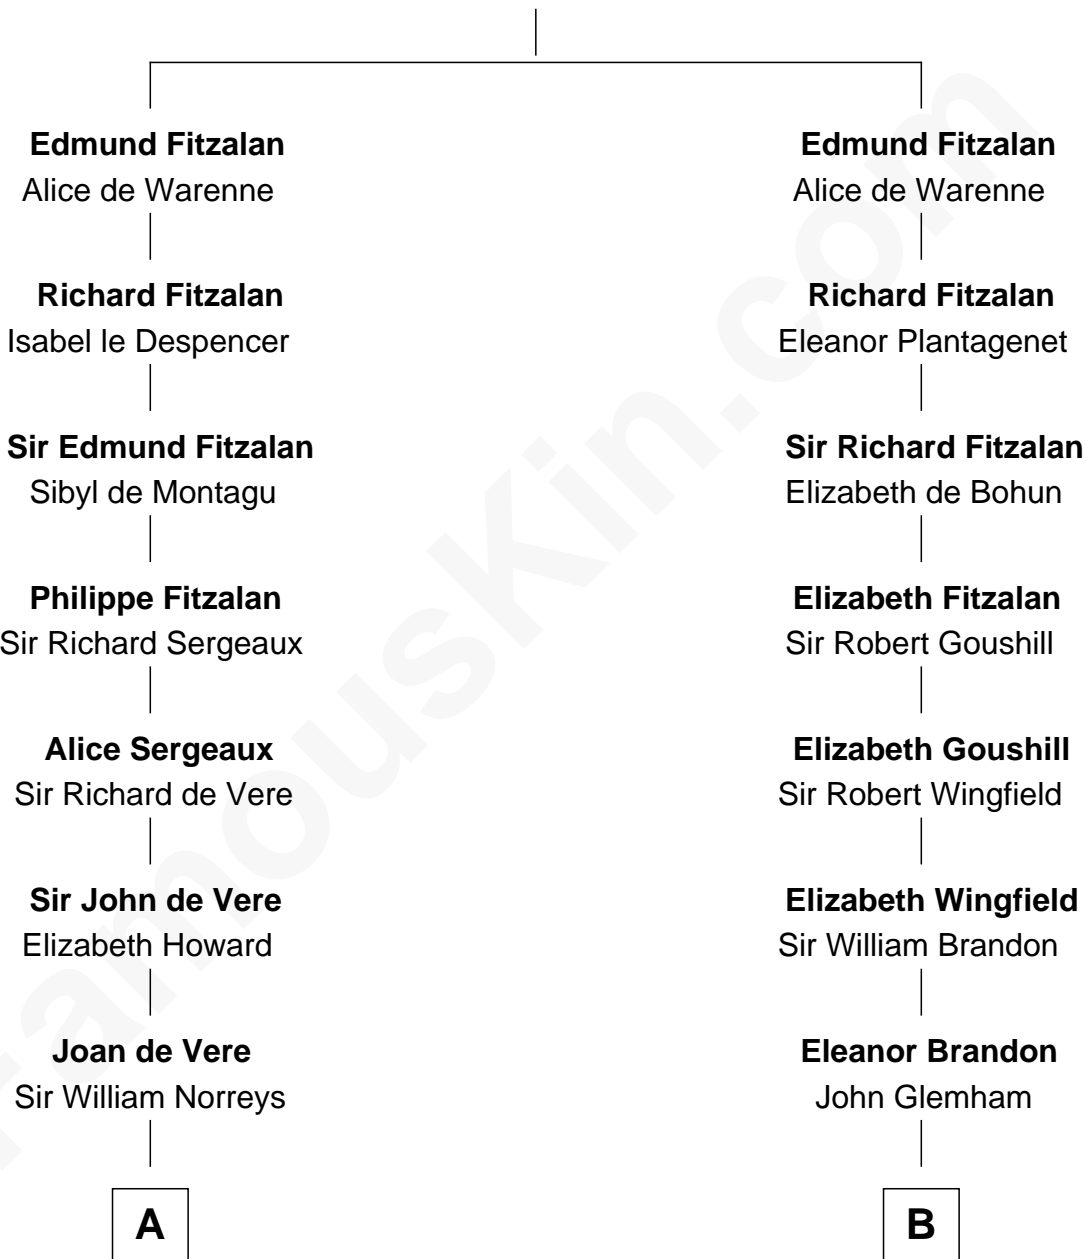 Edmund Fitzalan
Alice de Warenne
Richard Fitzalan
Isabel le Despencer
Sir Edmund Fitzalan
Sibyl de Montagu
Philippe Fitzalan
Sir Richard Sergeaux
Alice Sergeaux
Sir Richard de Vere
Sir John de Vere
Elizabeth Howard
Joan de Vere
Sir William Norreys
A
Edmund Fitzalan
Alice de Warenne
Richard Fitzalan
Eleanor Plantagenet
Sir Richard Fitzalan
Elizabeth de Bohun
Elizabeth Fitzalan
Sir Robert Goushill
Elizabeth Goushill
Sir Robert Wingfield
Elizabeth Wingfield
Sir William Brandon
Eleanor Brandon
John Glemham
B
FamousKin.com